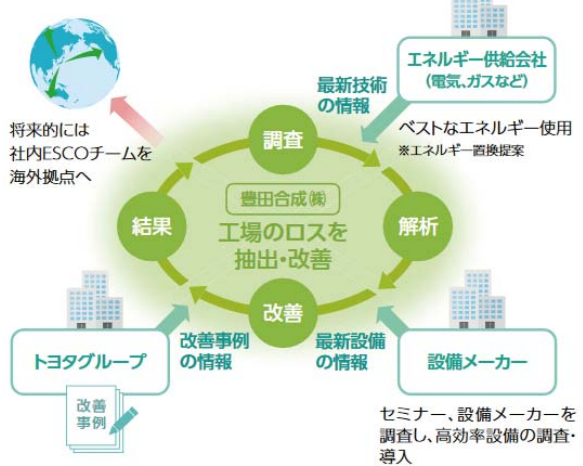 エネルギー供給会社
(電気、ガスなど)
最新技術
の情報
ベストなエネルギー使用
※エネルギー置換提案
将来的には
社内ESCOチームを
海外拠点へ
調査
豊田合成㈱
工場のロスを
抽出・改善
結果
解析
改善
トヨタグループ
改善事例
の情報
最新設備
の情報
設備メーカー
改善
事例
セミナー、設備メーカーを
調査し、高効率設備の調査・
導入